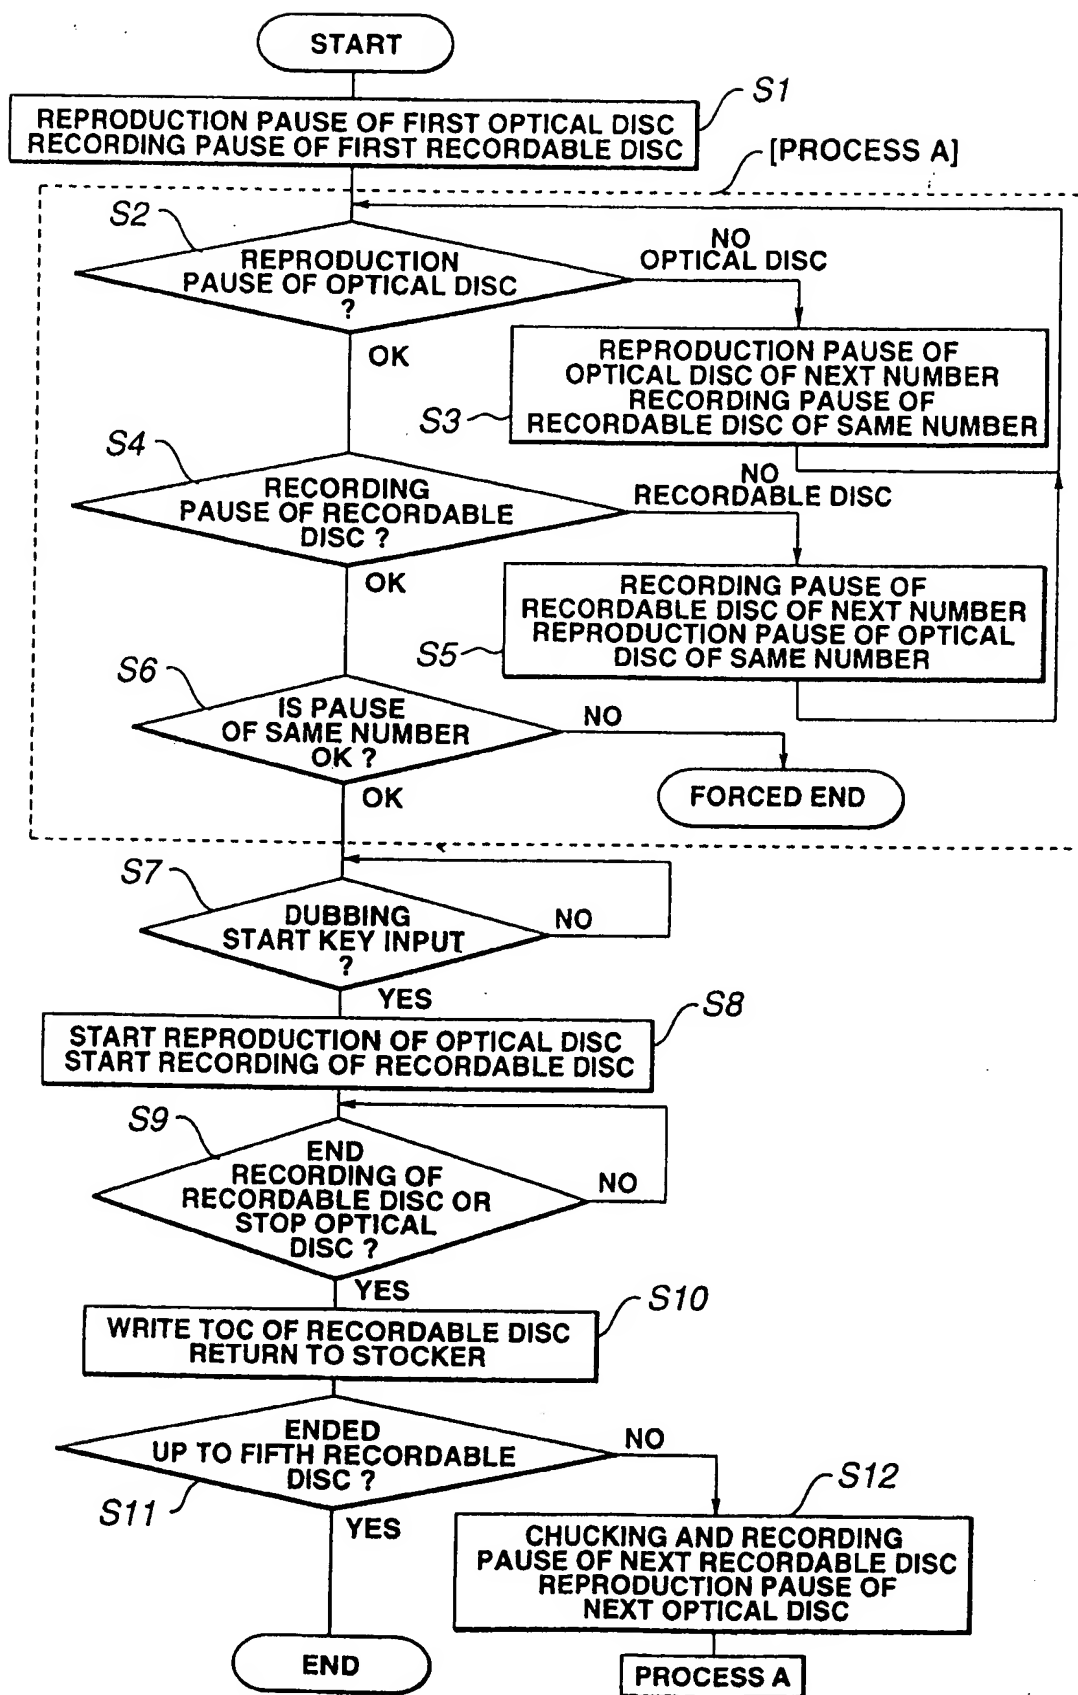 START
S1
REPRODUCTION PAUSE OF FIRST OPTICAL DISC
RECORDING PAUSE OF FIRST RECORDABLE DISC
[PROCESS A]
S2
REPRODUCTION
PAUSE OF OPTICAL DISC
?
NO
OPTICAL DISC
OK
S3
REPRODUCTION PAUSE OF
OPTICAL DISC OF NEXT NUMBER
RECORDING PAUSE OF
RECORDABLE DISC OF SAME NUMBER
S4
RECORDING
PAUSE OF RECORDABLE
DISC ?
NO
RECORDABLE DISC
OK
S5
RECORDING PAUSE OF
RECORDABLE DISC OF NEXT NUMBER
REPRODUCTION PAUSE OF OPTICAL
DISC OF SAME NUMBER
S6
IS PAUSE
OF SAME NUMBER
OK ?
NO
OK
FORCED END
S7
DUBBING
START KEY INPUT
?
NO
YES
S8
START REPRODUCTION OF OPTICAL DISC
START RECORDING OF RECORDABLE DISC
S9
END
RECORDING OF
RECORDABLE DISC OR
STOP OPTICAL
DISC ?
NO
YES
S10
WRITE TOC OF RECORDABLE DISC
RETURN TO STOCKER
ENDED
UP TO FIFTH RECORDABLE
DISC ?
NO
S11
YES
S12
CHUCKING AND RECORDING
PAUSE OF NEXT RECORDABLE DISC
REPRODUCTION PAUSE OF
NEXT OPTICAL DISC
END
PROCESS A